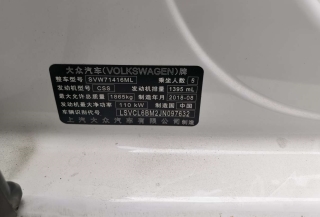 大众汽车(VOLKSWAGEN)牌
整车型号 SVW71416ML 乘坐人数 5
发动机型号 CSS 发动机排量 1395 mL
最大允许总质量 1865kg 制造年月 2018-05
发动机最大净功率 110 kW 制造国 中国
车辆识别代号 LSVCL6BM2JN097632
上汽大众汽车有限公司 制造